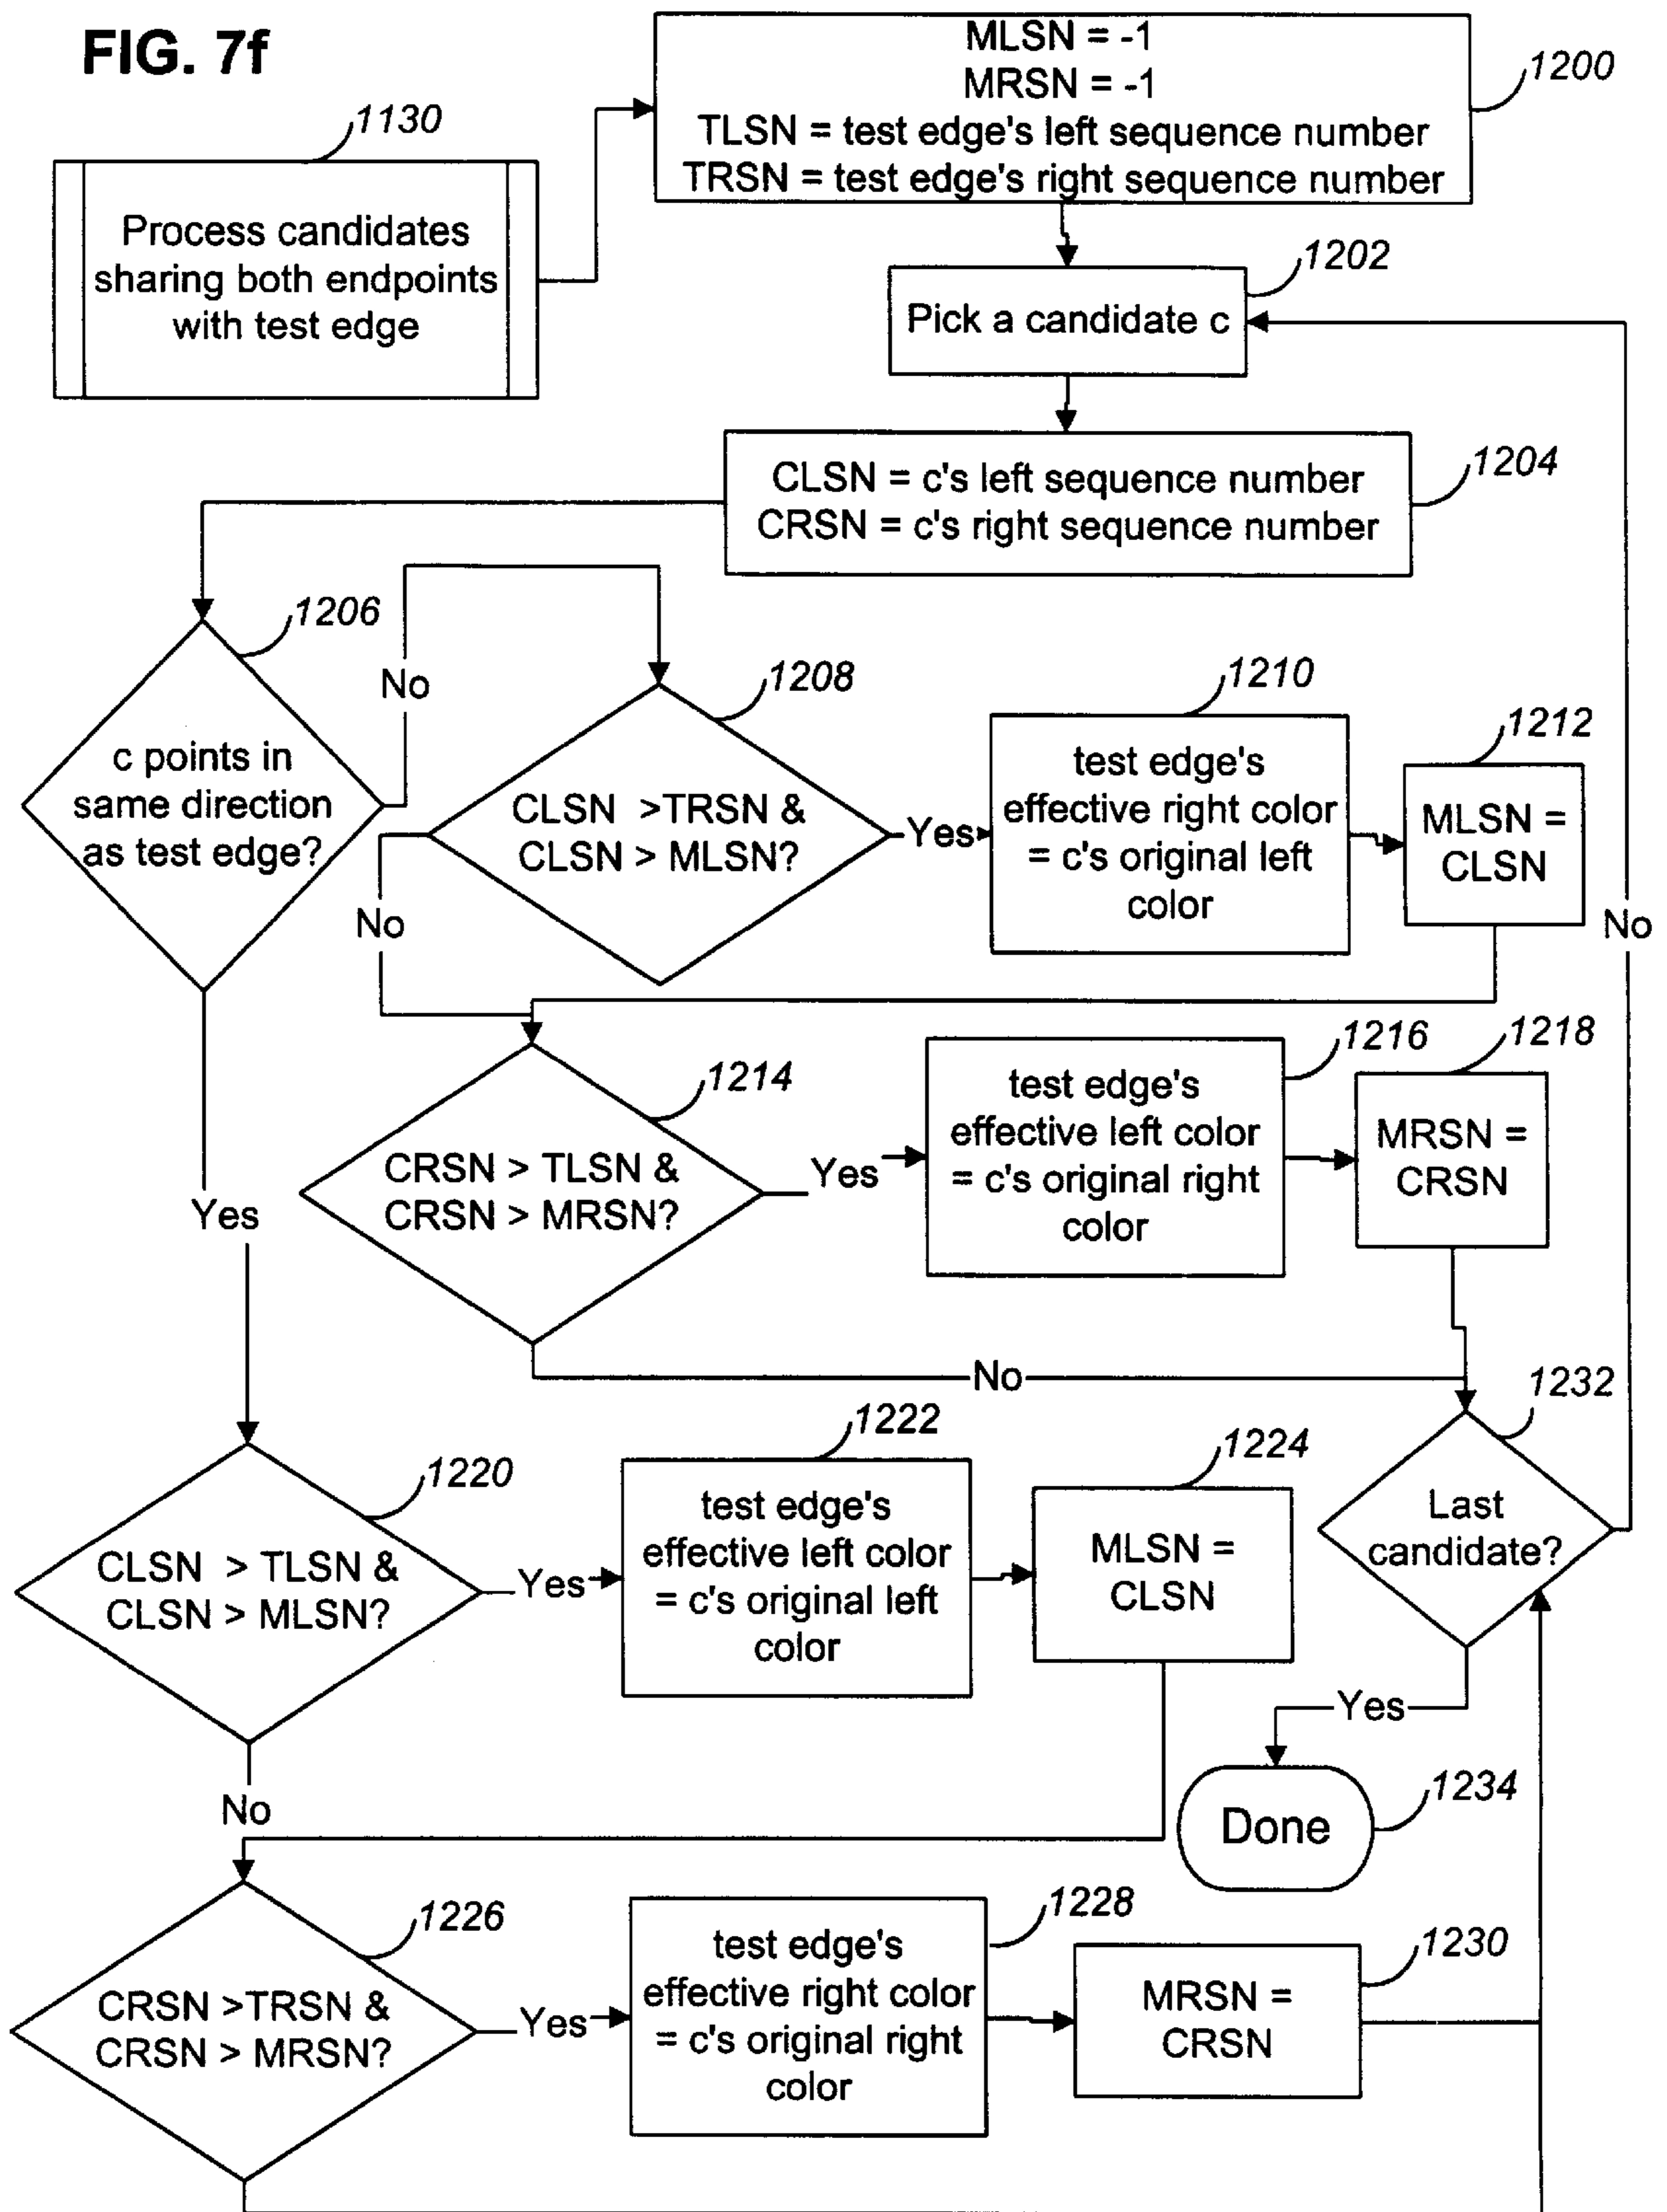 FIG. 7f
1130
Process candidates
sharing both endpoints
with test edge
MLSN = -1
MRSN = -1
TLSN = test edge's left sequence number
TRSN = test edge's right sequence number
1200
1202
Pick a candidate c
CLSN = c's left sequence number
CRSN = c's right sequence number
1204
1206
c points in
same direction
as test edge?
No
1208
CLSN >TRSN &
CLSN > MLSN?
Yes
No
1210
test edge's
effective right color
= c's original left
color
1212
MLSN =
CLSN
No
1214
CRSN > TLSN &
CRSN > MRSN?
Yes
1216
test edge's
effective left color
= c's original right
color
1218
MRSN =
CRSN
Yes
No
1220
CLSN > TLSN &
CLSN > MLSN?
Yes
1222
test edge's
effective left color
= c's original left
color
1224
MLSN =
CLSN
1232
Last
candidate?
Yes
1234
Done
No
1226
CRSN >TRSN &
CRSN > MRSN?
Yes
1228
test edge's
effective right color
= c's original right
color
1230
MRSN =
CRSN